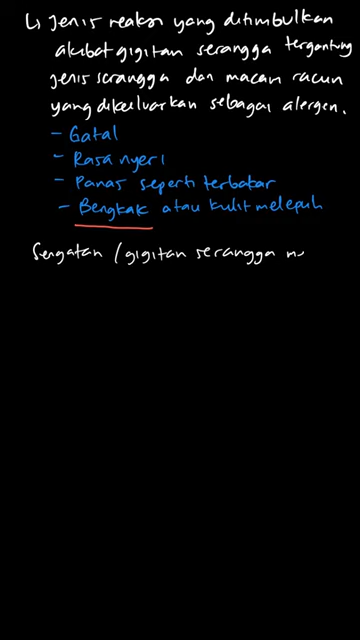 ↳ Jenis reaksi yang ditimbulkan
akibat gigitan serangga tergantung
jenis serangga dan macam racun
yang dikeluarkan sebagai alergen.
- Gatal
- Rasa nyeri
- Panas seperti terbakar
- Bengkak atau kulit melepuh
Sengatan / gigitan serangga